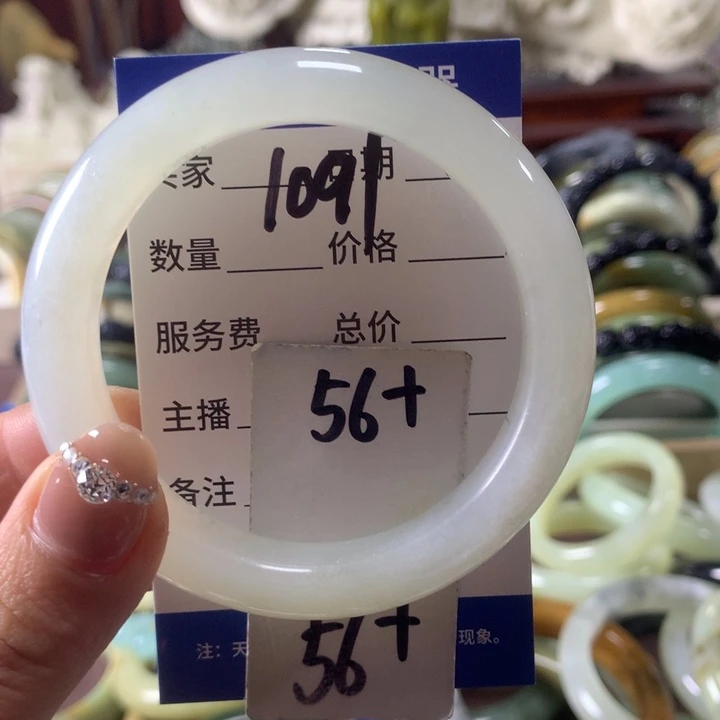 家 1091 期
数量 价格
服务费 总价
主播 56+
备注
56+
注：天 现象。